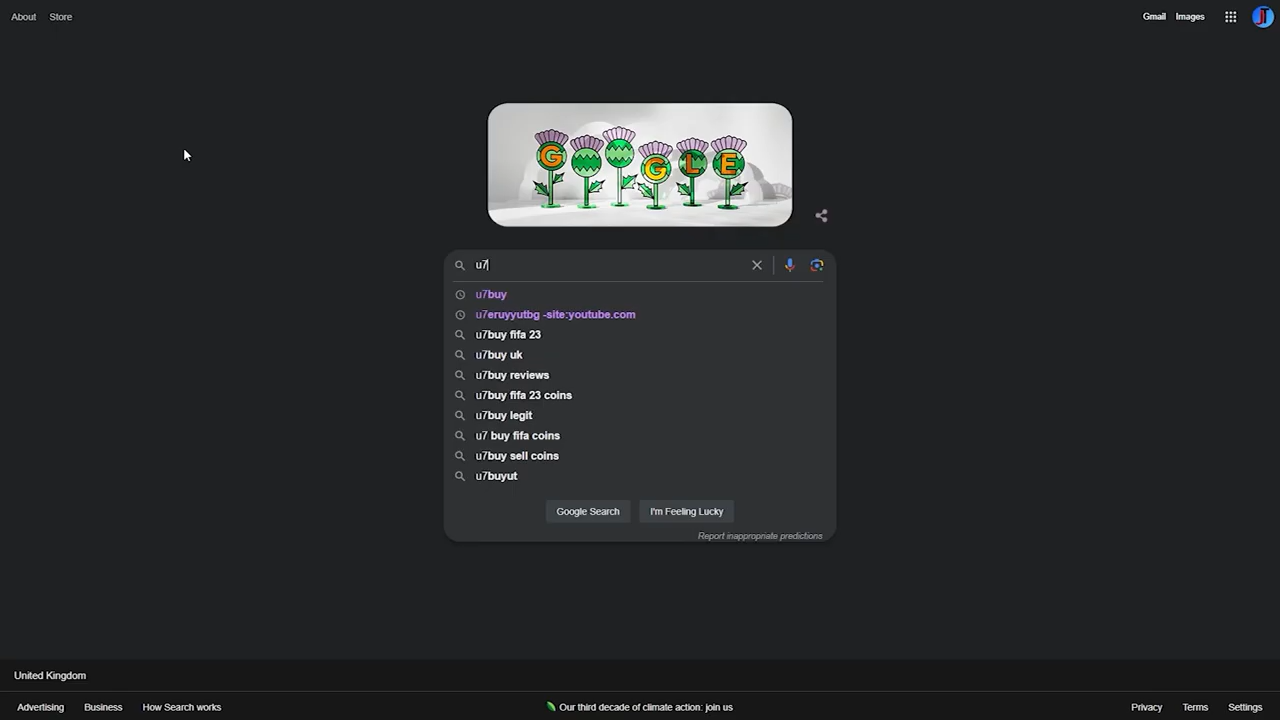 About Store
Gmail Images
JT
G G L E
u7
u7buy
u7eruyyutbg -site:youtube.com
u7buy fifa 23
u7buy uk
u7buy reviews
u7buy fifa 23 coins
u7buy legit
u7 buy fifa coins
u7buy sell coins
u7buyut
Google Search I'm Feeling Lucky
Report inappropriate predictions
United Kingdom
Advertising Business How Search works Our third decade of climate action: join us Privacy Terms Settings